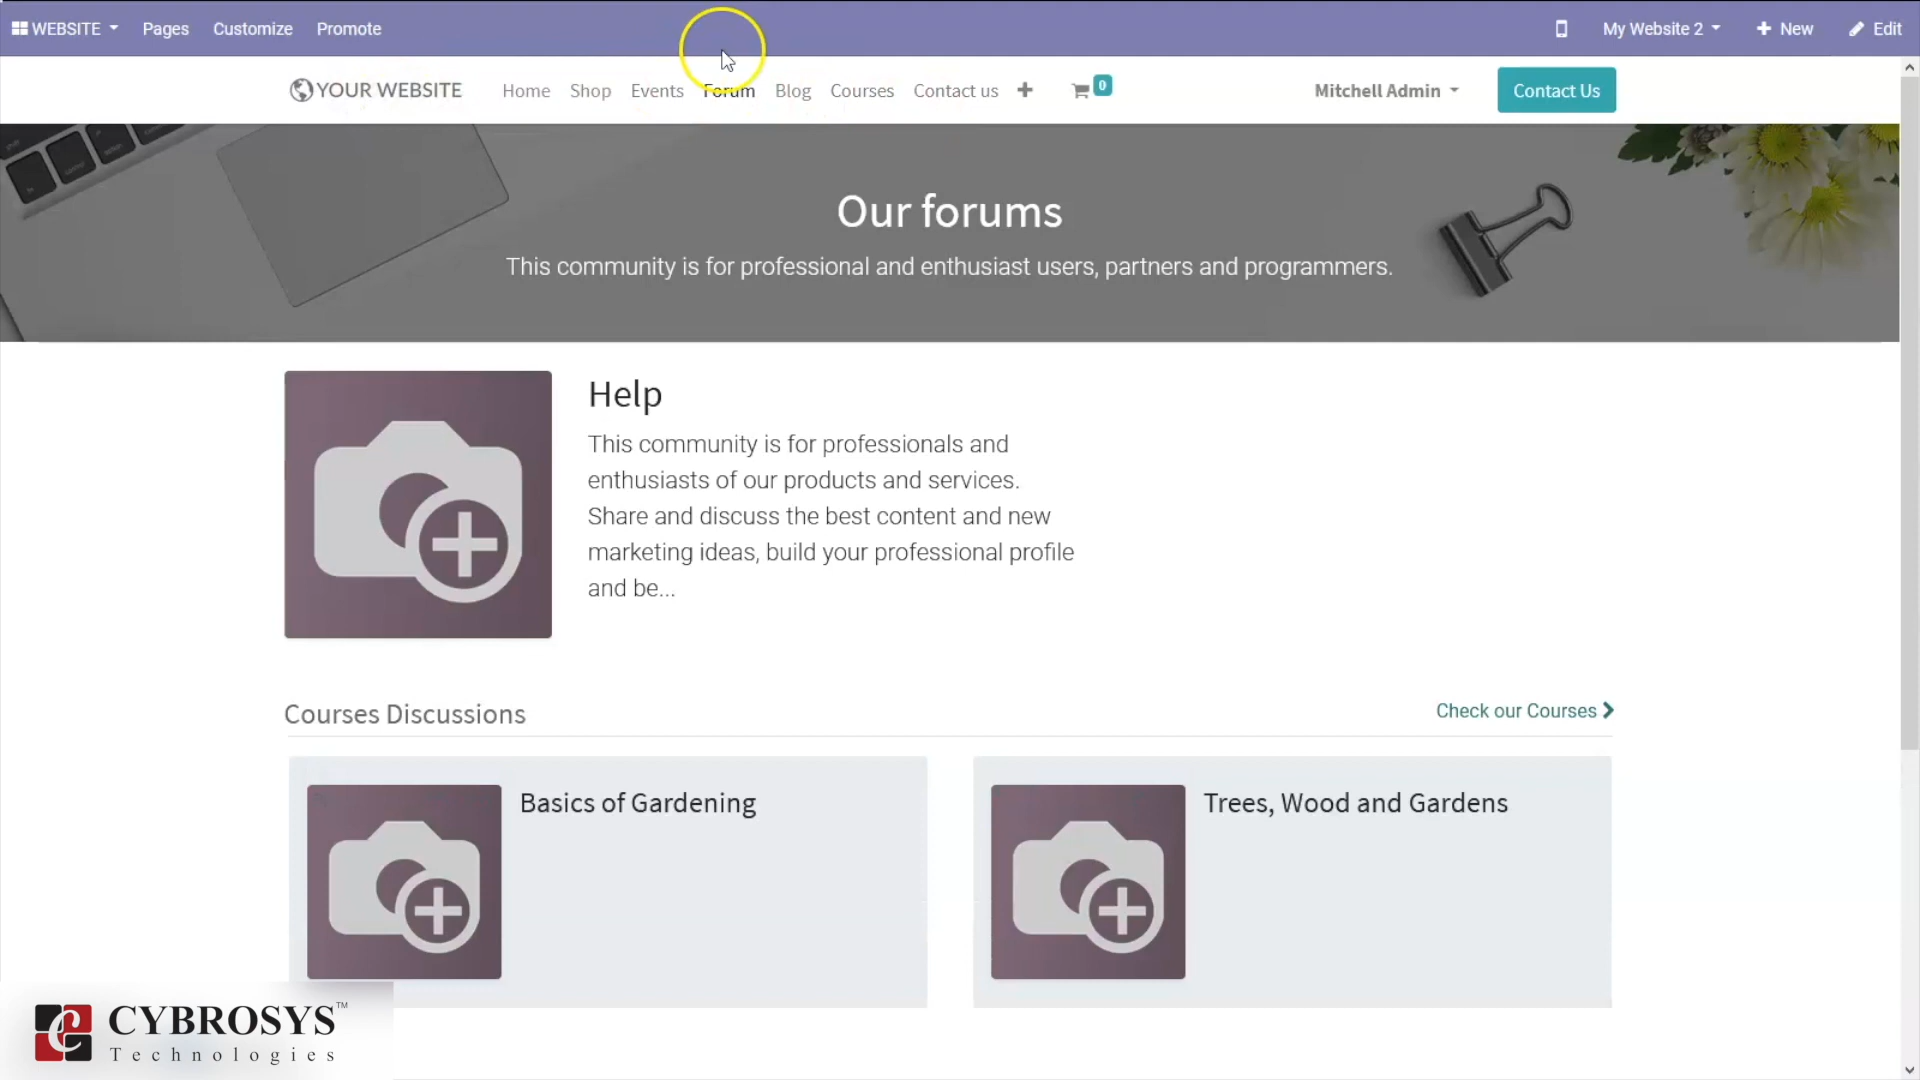 WEBSITE Pages Customize Promote My Website 2 New Edit
YOUR WEBSITE Home Shop Events Forum Blog Courses Contact us 0 Mitchell Admin Contact Us
Our forums
This community is for professional and enthusiast users, partners and programmers.
Help
This community is for professionals and
enthusiasts of our products and services.
Share and discuss the best content and new
marketing ideas, build your professional profile
and be...
Courses Discussions Check our Courses
Basics of Gardening Trees, Wood and Gardens
CYBROSYS™
Technologies